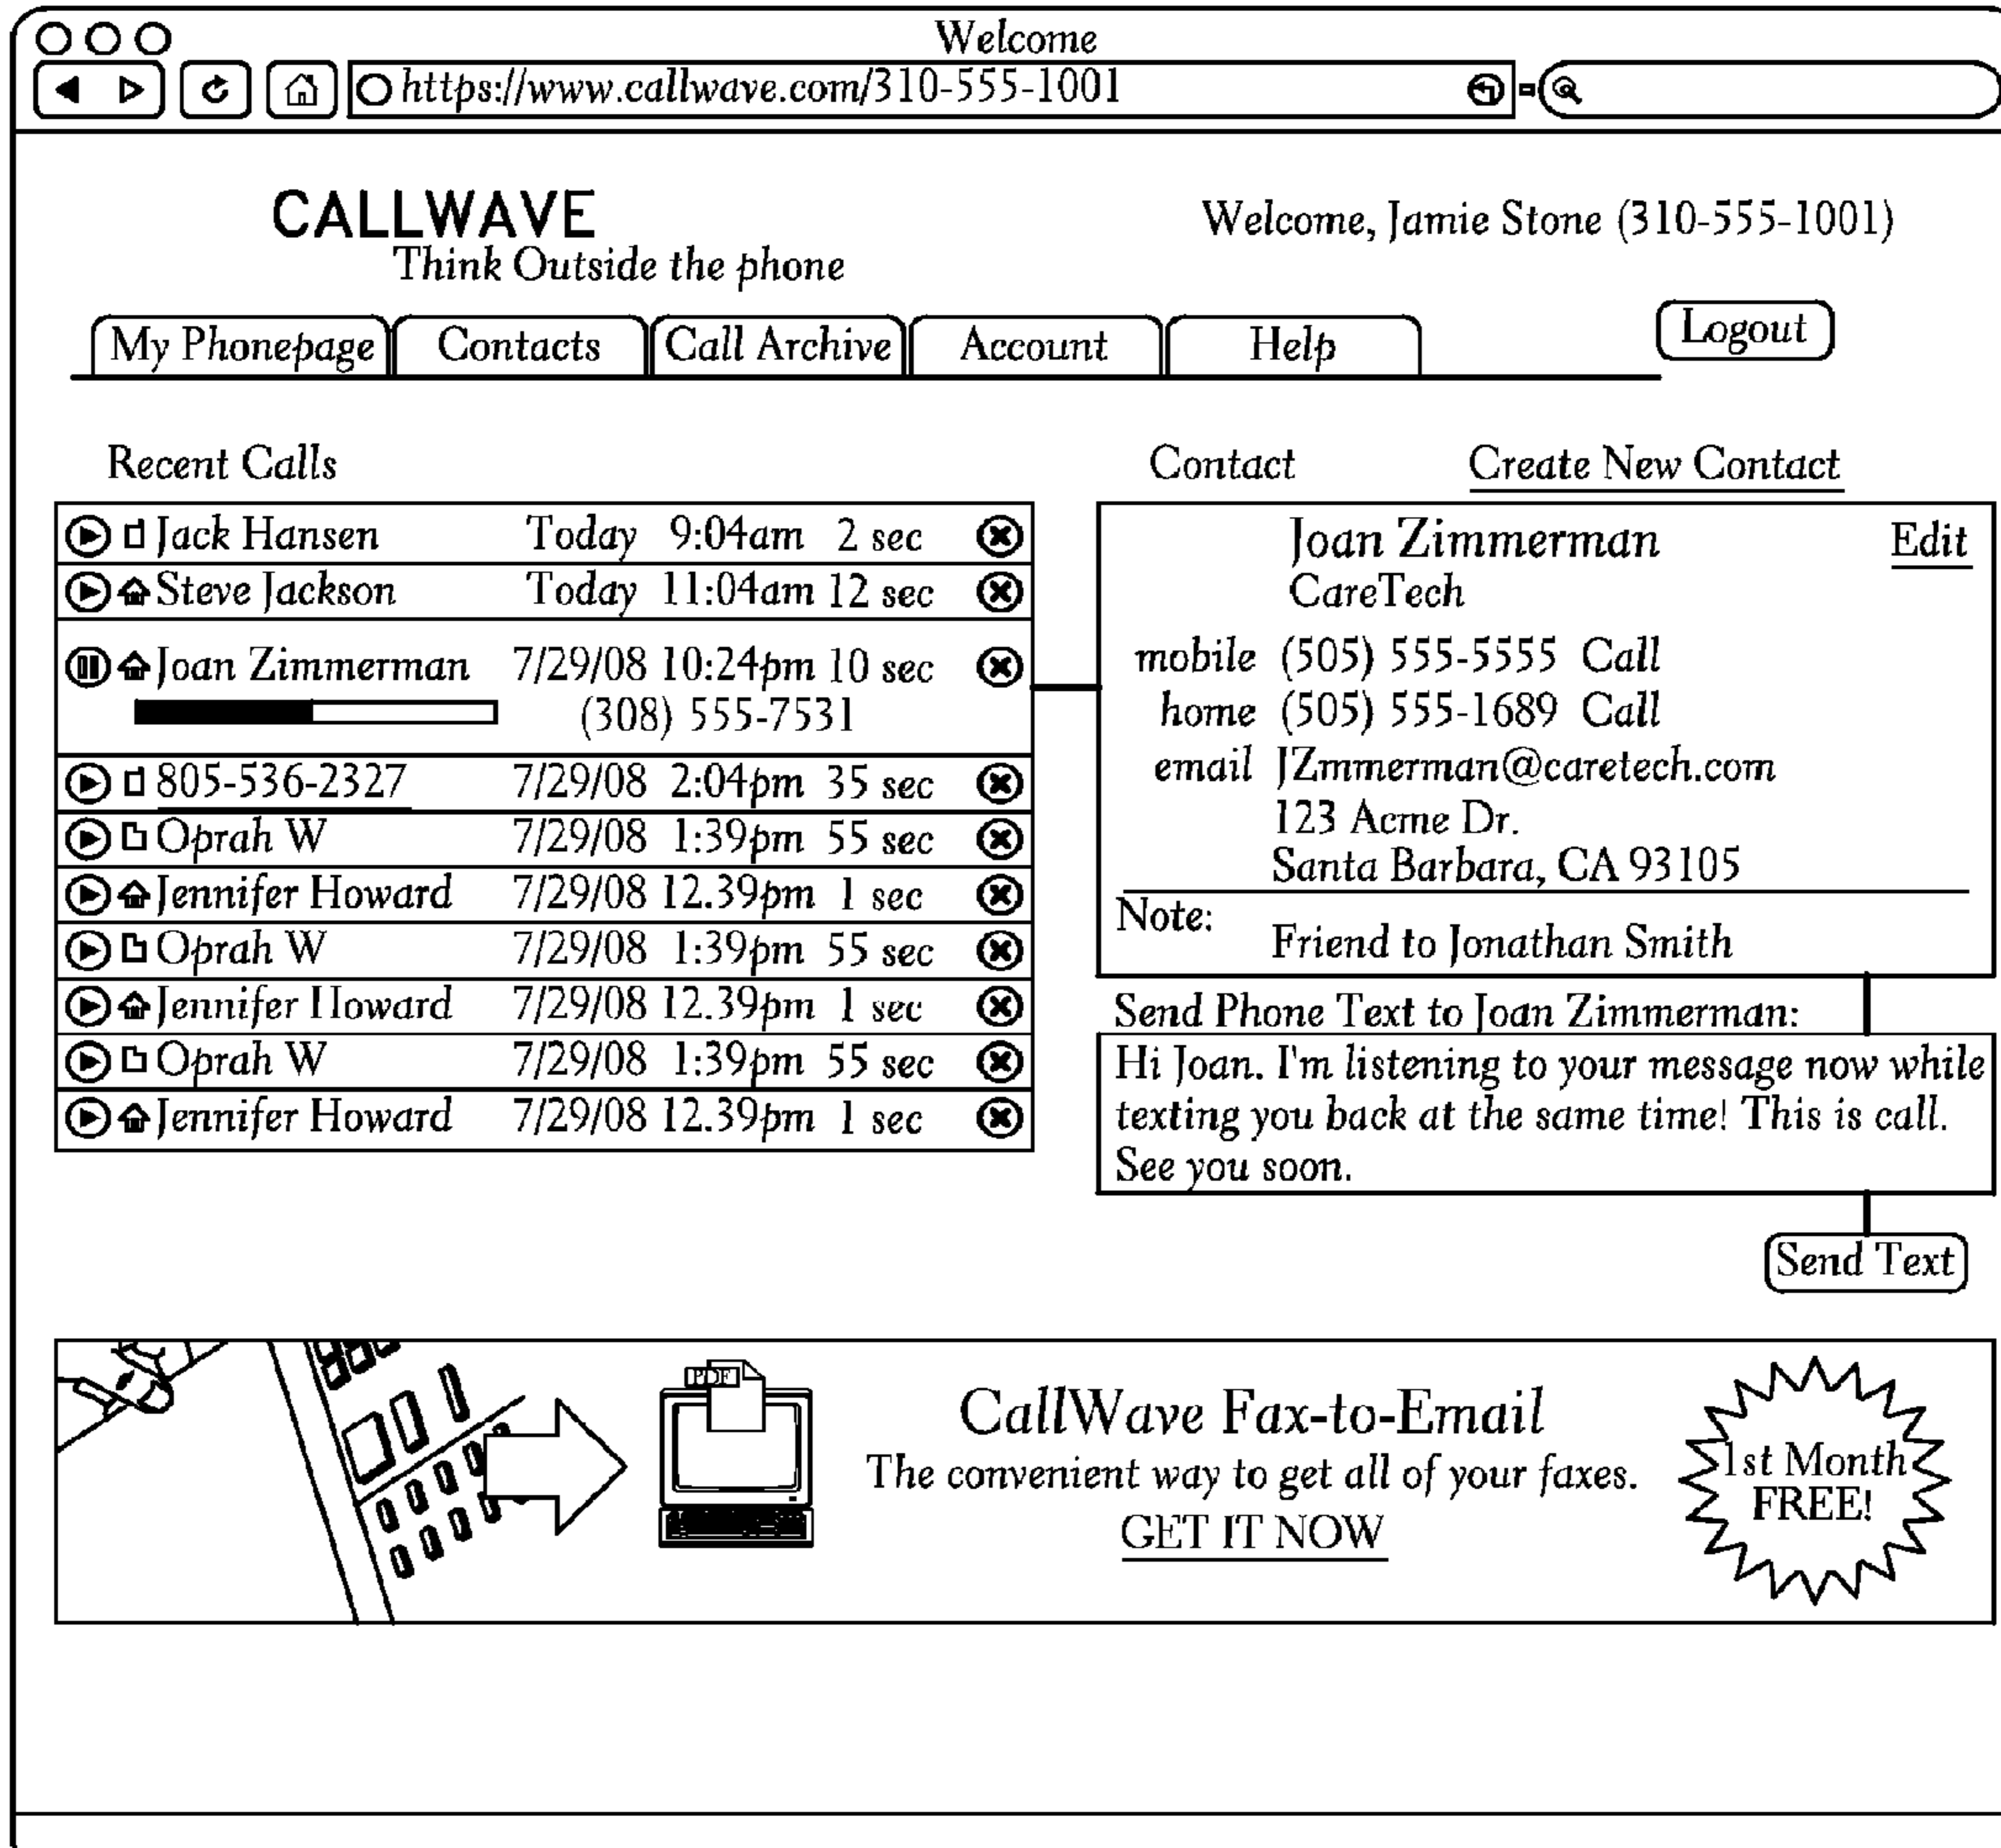 Welcome
https://www.callwave.com/310-555-1001
CALLWAVE
Think Outside the phone
Welcome, Jamie Stone (310-555-1001)
My Phonepage Contacts Call Archive Account Help Logout
Recent Calls
Jack Hansen Today 9:04am 2 sec
Steve Jackson Today 11:04am 12 sec
Joan Zimmerman 7/29/08 10:24pm 10 sec
(308) 555-7531
805-536-2327 7/29/08 2:04pm 35 sec
Oprah W 7/29/08 1:39pm 55 sec
Jennifer Howard 7/29/08 12.39pm 1 sec
Oprah W 7/29/08 1:39pm 55 sec
Jennifer Howard 7/29/08 12.39pm 1 sec
Oprah W 7/29/08 1:39pm 55 sec
Jennifer Howard 7/29/08 12.39pm 1 sec
Contact Create New Contact
Joan Zimmerman Edit
CareTech
mobile (505) 555-5555 Call
home (505) 555-1689 Call
email JZmmerman@caretech.com
123 Acme Dr.
Santa Barbara, CA 93105
Note:
Friend to Jonathan Smith
Send Phone Text to Joan Zimmerman:
Hi Joan. I'm listening to your message now while
texting you back at the same time! This is call.
See you soon.
Send Text
PDF
CallWave Fax-to-Email
The convenient way to get all of your faxes.
GET IT NOW
1st Month
FREE!